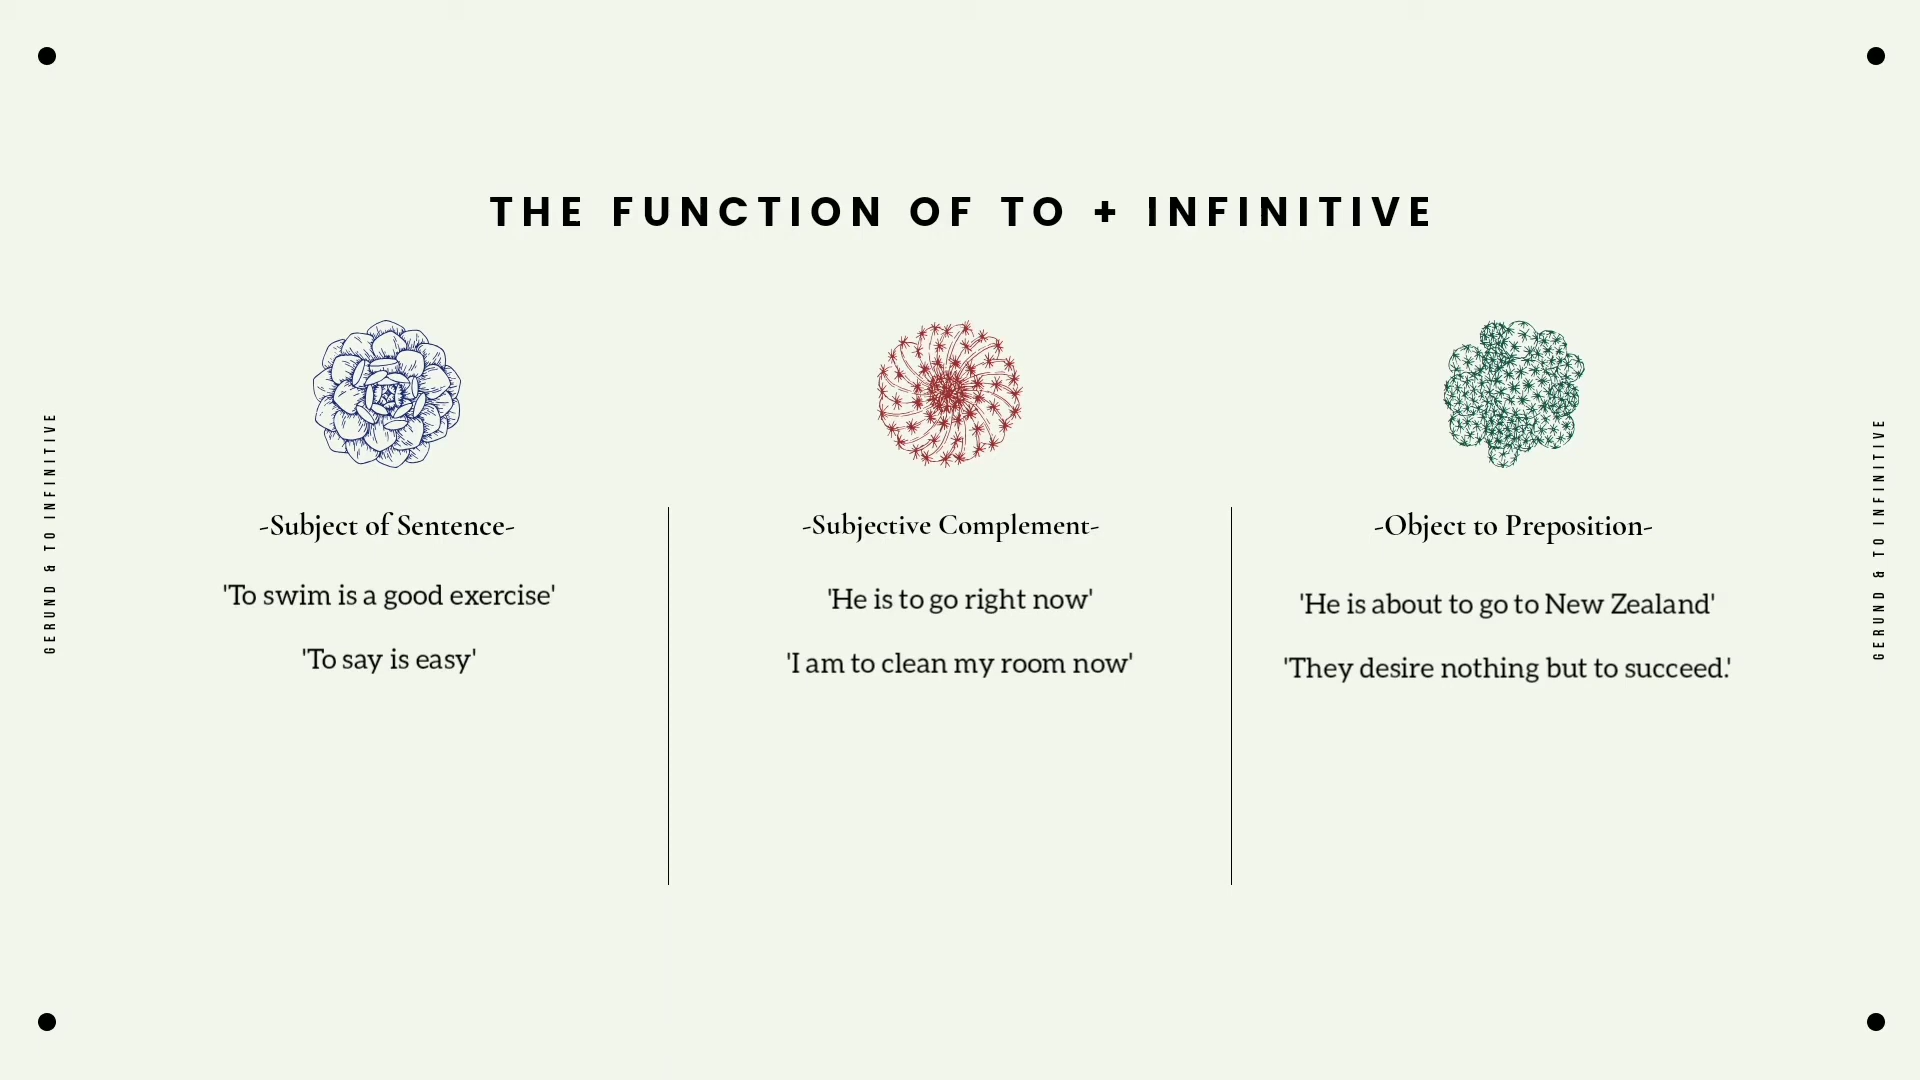 THE FUNCTION OF TO + INFINITIVE
GERUND & TO INFINITIVE
-Subject of Sentence-
'To swim is a good exercise'
'To say is easy'
-Subjective Complement-
'He is to go right now'
'I am to clean my room now'
-Object to Preposition-
'He is about to go to New Zealand'
'They desire nothing but to succeed.'
GERUND & TO INFINITIVE